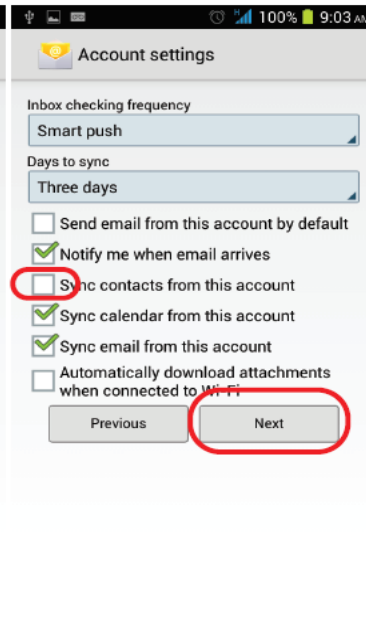 100% 9:03 AM
Account settings
Inbox checking frequency
Smart push
Days to sync
Three days
Send email from this account by default
Notify me when email arrives
Sync contacts from this account
Sync calendar from this account
Sync email from this account
Automatically download attachments
when connected to Wi-Fi
Previous
Next